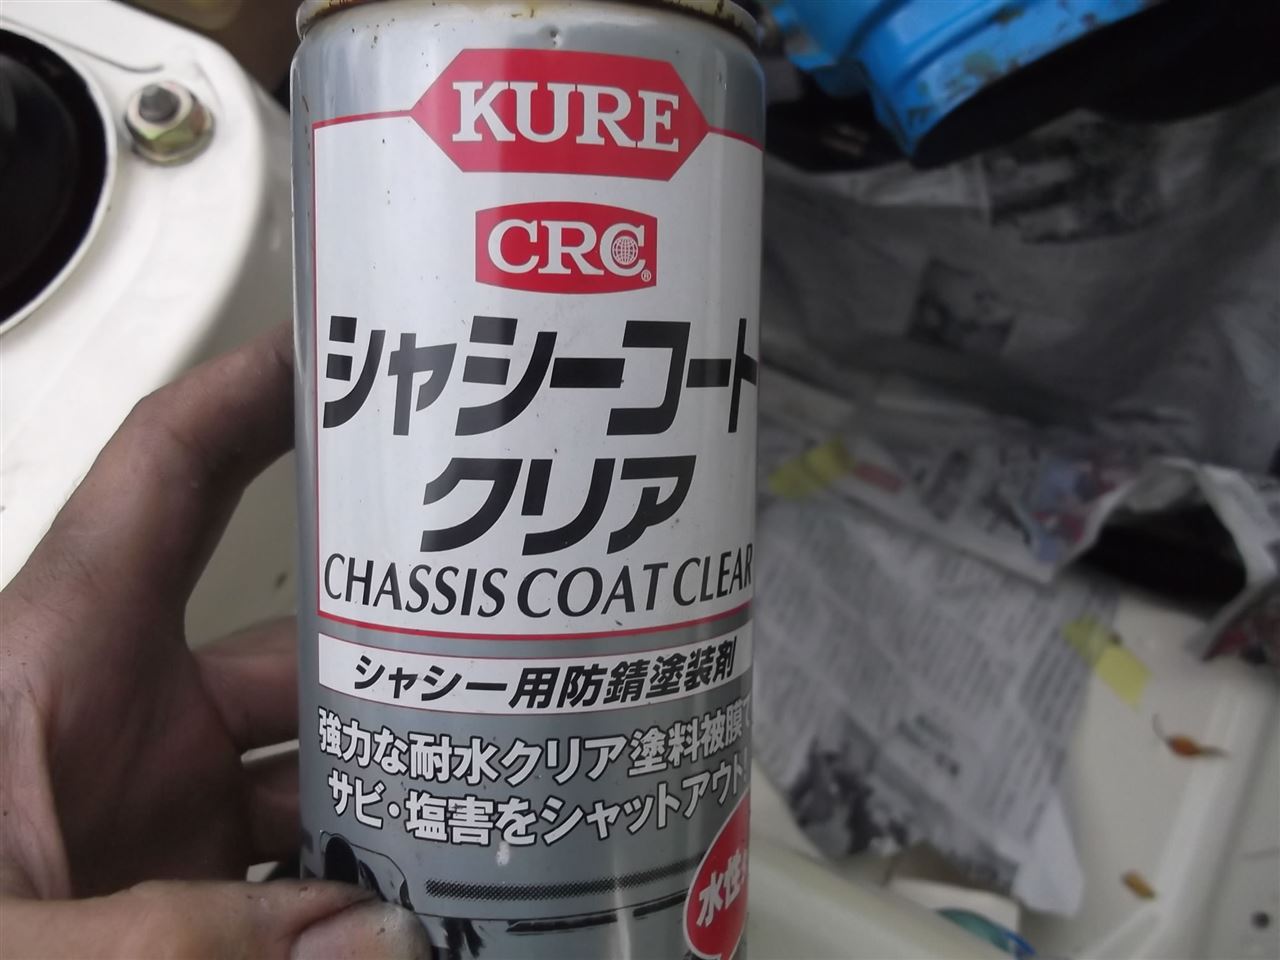 KURE
CRC®
シャシーコート
クリア
CHASSIS COAT CLEAR
シャシー用防錆塗装剤
強力な耐水クリア塗料被膜で
サビ・塩害をシャットアウト!
水性